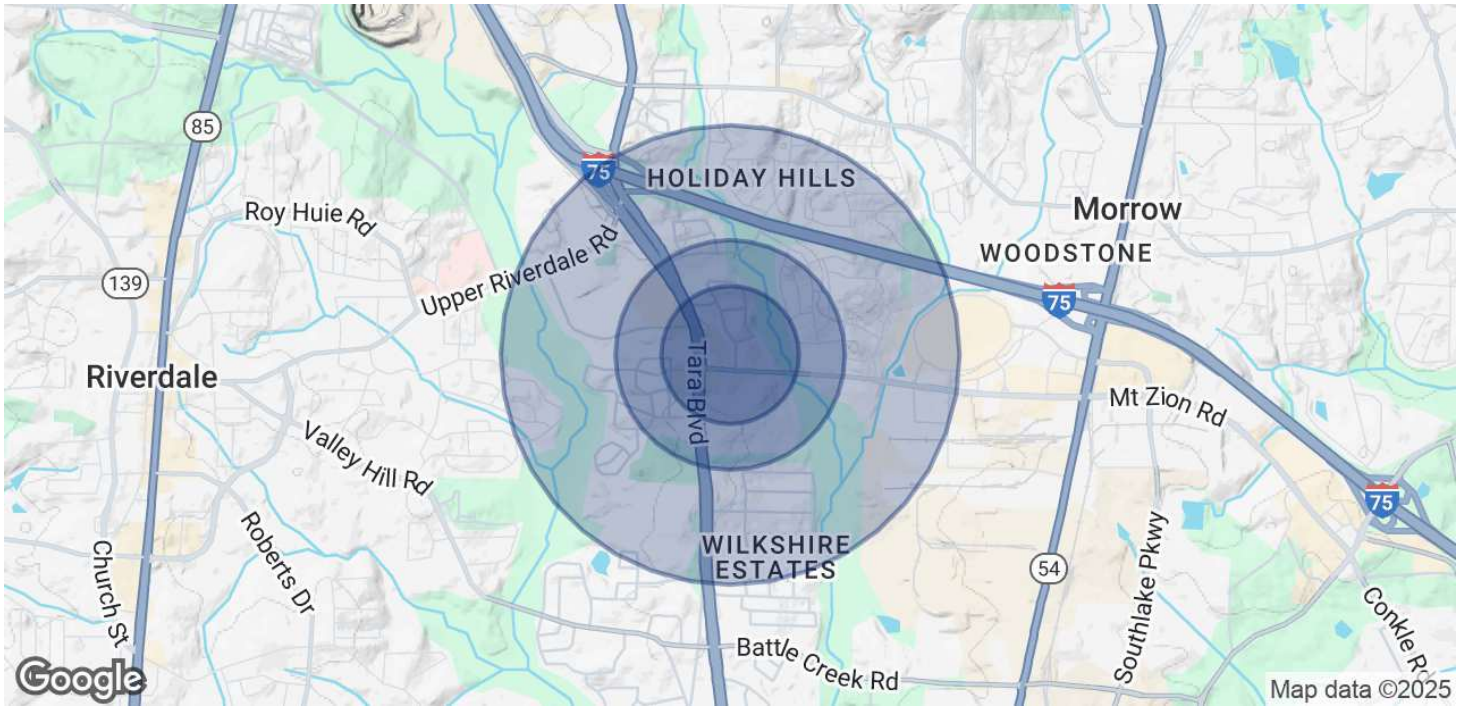 85
75
HOLIDAY HILLS
Roy Huie Rd
Morrow
Upper Riverdale Rd
WOODSTONE
139
75
Tara Blvd
Riverdale
Mt Zion Rd
Valley Hill Rd
75
Roberts Dr
Church St
WILKSHIRE
ESTATES
54
Southlake Pkwy
Conkle Rd
Battle Creek Rd
Google
Map data ©2025